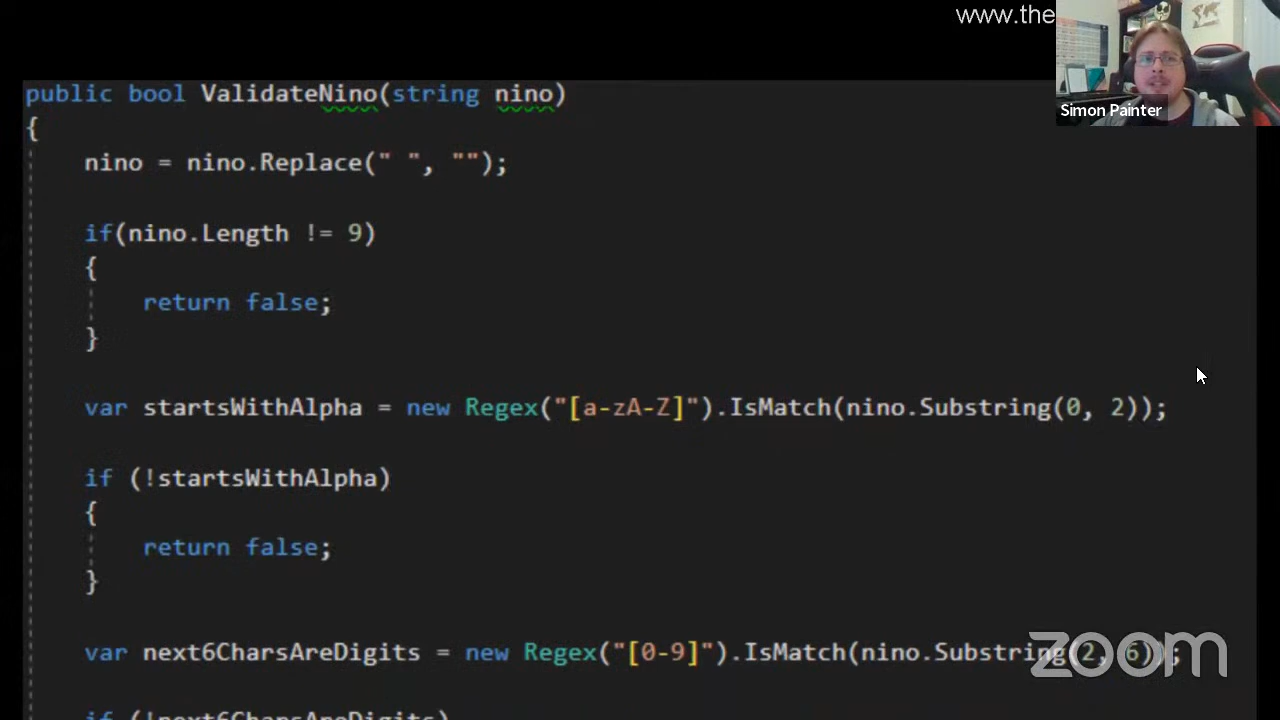 www.the
Simon Painter
public bool ValidateNino(string nino)
{
nino = nino.Replace(" ", "");
if(nino.Length != 9)
{
return false;
}
var startsWithAlpha = new Regex("[a-zA-Z]").IsMatch(nino.Substring(0, 2));
if (!startsWithAlpha)
{
return false;
}
var next6CharsAreDigits = new Regex("[0-9]").IsMatch(nino.Substring(2, 6));
zoom
if (!next6CharsAreDigits)